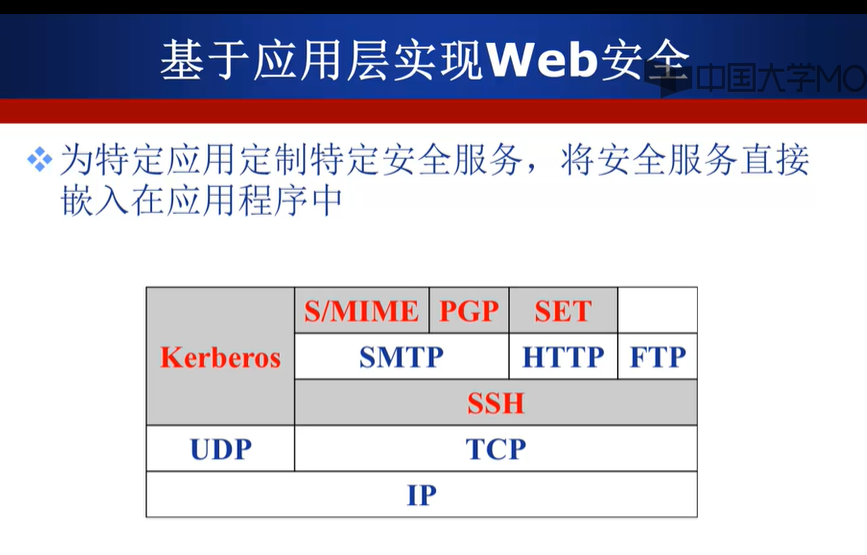 基于应用层实现Web安全
中国大学MO
为特定应用定制特定安全服务，将安全服务直接
嵌入在应用程序中
S/MIME PGP SET
Kerberos SMTP HTTP FTP
SSH
UDP TCP
IP